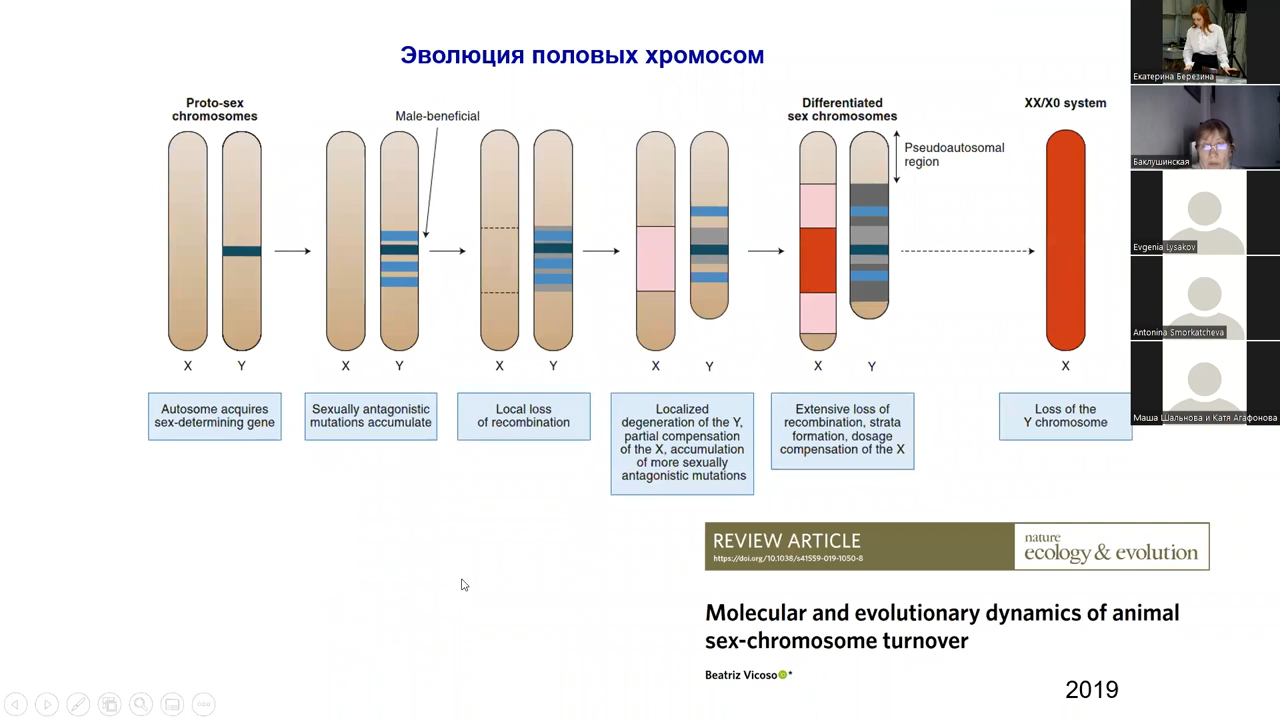 Эволюция половых хромосом
Proto-sex
chromosomes
Male-beneficial
Differentiated
sex chromosomes
Pseudoautosomal
region
XX/X0 system
X
Y
X
Y
X
Y
X
Y
X
Y
X
Autosome acquires
sex-determining gene
Sexually antagonistic
mutations accumulate
Local loss
of recombination
Localized
degeneration of the Y,
partial compensation
of the X, accumulation
of more sexually
antagonistic mutations
Extensive loss of
recombination, strata
formation, dosage
compensation of the X
Loss of the
Y chromosome
REVIEW ARTICLE
https://doi.org/10.1038/s41559-019-1050-8
nature
ecology & evolution
Molecular and evolutionary dynamics of animal
sex-chromosome turnover
Beatriz Vicoso *
2019
Екатерина Березина
Баклушинская
Evgenia Lysakov
Antonina Smorkatcheva
Маша Шальнова и Катя Агафонова